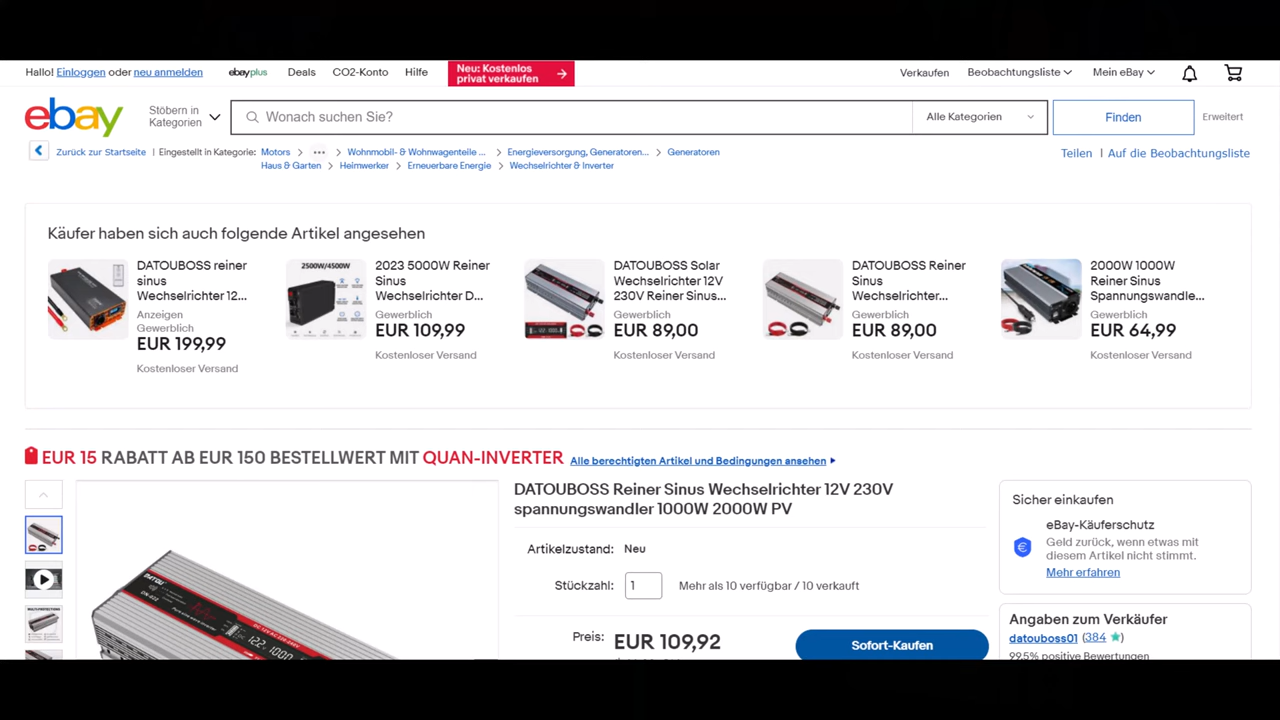 Hallo! Einloggen oder neu anmelden
ebayplus
Deals
CO2-Konto
Hilfe
Neu: Kostenlos
privat verkaufen
Verkaufen
Beobachtungsliste
Mein eBay
ebay
Stöbern in
Kategorien
Wonach suchen Sie?
Alle Kategorien
Finden
Erweitert
Zurück zur Startseite | Eingestellt in Kategorie: Motors > ••• > Wohnmobil- & Wohnwagenteile ... > Energieversorgung, Generatoren... > Generatoren
Haus & Garten > Heimwerker > Erneuerbare Energie > Wechselrichter & Inverter
Teilen | Auf die Beobachtungsliste
Käufer haben sich auch folgende Artikel angesehen
DATOUBOSS reiner
sinus
Wechselrichter 12...
Anzeigen
Gewerblich
EUR 199,99
Kostenloser Versand
2500W/4500W
2023 5000W Reiner
Sinus
Wechselrichter D...
Gewerblich
EUR 109,99
Kostenloser Versand
DATOUBOSS Solar
Wechselrichter 12V
230V Reiner Sinus...
Gewerblich
EUR 89,00
Kostenloser Versand
DATOUBOSS Reiner
Sinus
Wechselrichter...
Gewerblich
EUR 89,00
Kostenloser Versand
2000W 1000W
Reiner Sinus
Spannungswandle...
Gewerblich
EUR 64,99
Kostenloser Versand
EUR 15 RABATT AB EUR 150 BESTELLWERT MIT QUAN-INVERTER
Alle berechtigten Artikel und Bedingungen ansehen
DATOUBOSS Reiner Sinus Wechselrichter 12V 230V
spannungswandler 1000W 2000W PV
Artikelzustand: Neu
Stückzahl: 1 Mehr als 10 verfügbar / 10 verkauft
Preis: EUR 109,92
Sofort-Kaufen
Sicher einkaufen
eBay-Käuferschutz
Geld zurück, wenn etwas mit
diesem Artikel nicht stimmt.
Mehr erfahren
Angaben zum Verkäufer
datouboss01 (384)
99,5% positive Bewertungen
DATOU